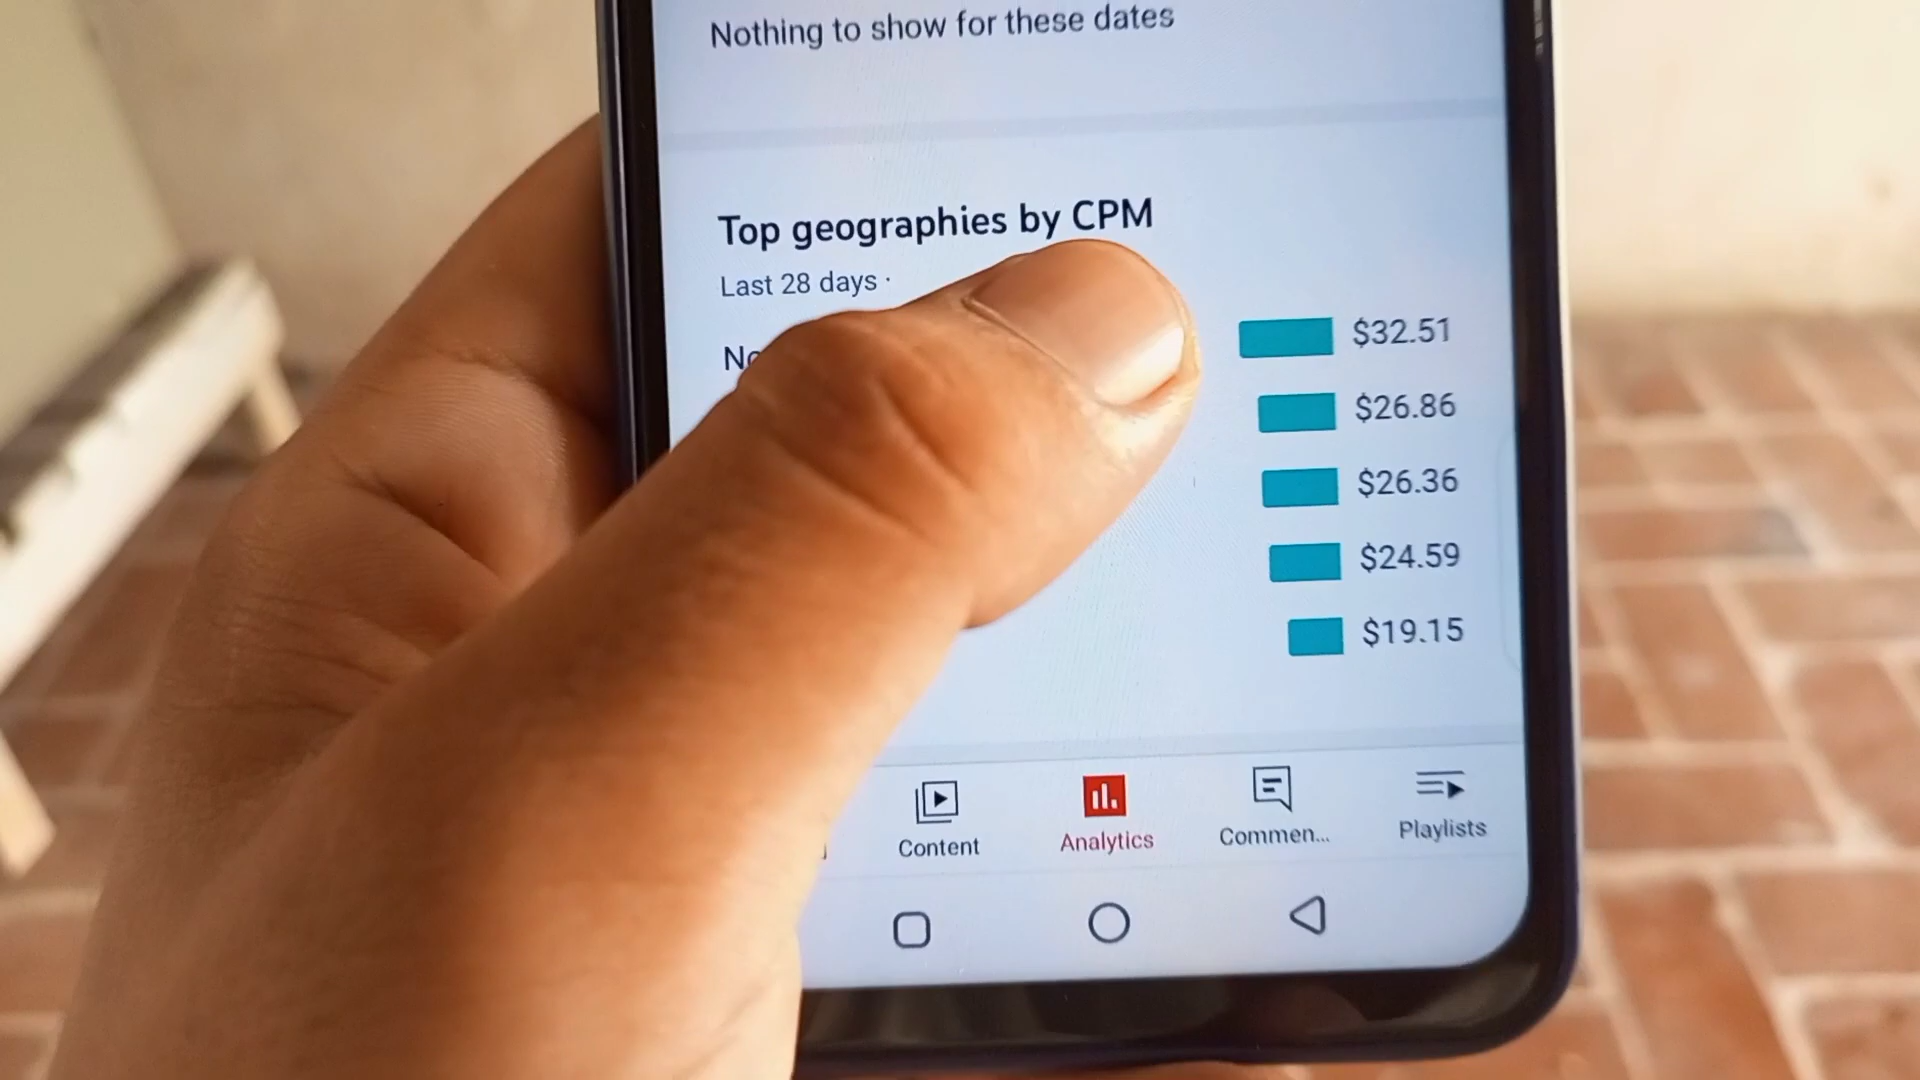 Nothing to show for these dates
Top geographies by CPM
Last 28 days ·
$32.51
$26.86
$26.36
$24.59
$19.15
Content
Analytics
Commen...
Playlists